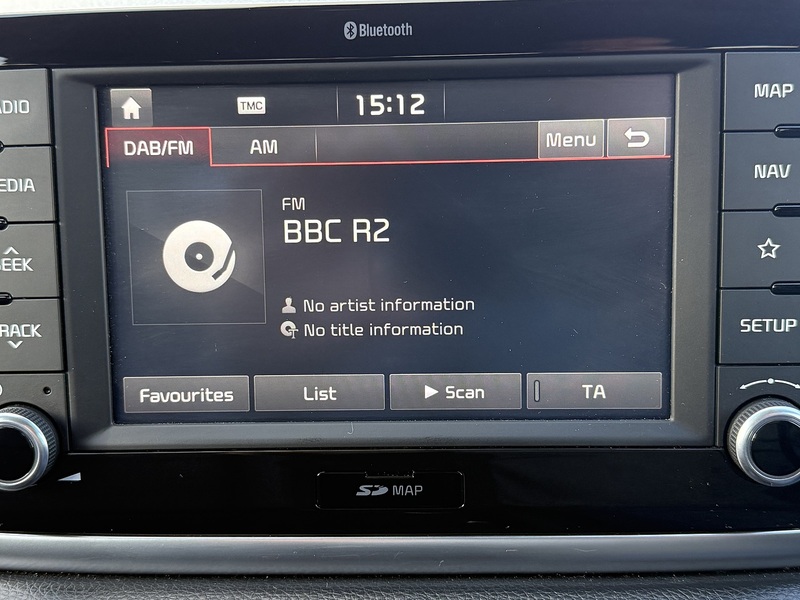 Bluetooth
TMC
15:12
DAB/FM
AM
Menu
FM
BBC R2
No artist information
No title information
Favourites
List
Scan
TA
ADIO
EDIA
SEEK
RACK
MAP
NAV
SETUP
SD MAP